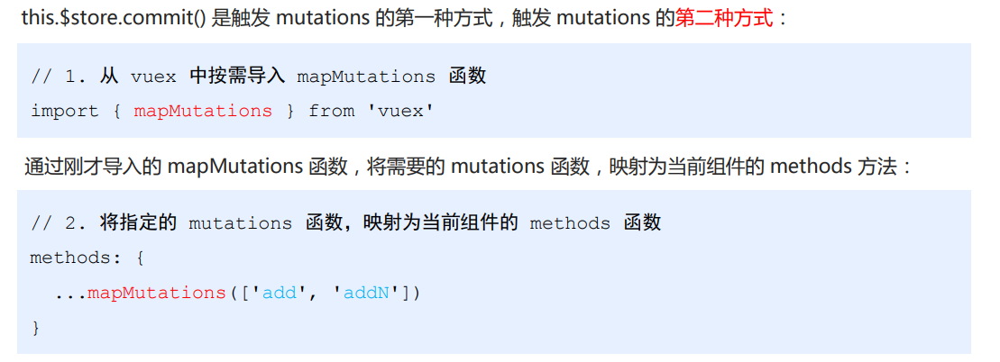 this.$store.commit() 是触发 mutations 的第一种方式，触发 mutations 的第二种方式：
// 1. 从 vuex 中按需导入 mapMutations 函数
import { mapMutations } from 'vuex'
通过刚才导入的 mapMutations 函数，将需要的 mutations 函数，映射为当前组件的 methods 方法：
// 2. 将指定的 mutations 函数，映射为当前组件的 methods 函数
methods: {
  ...mapMutations(['add', 'addN'])
}